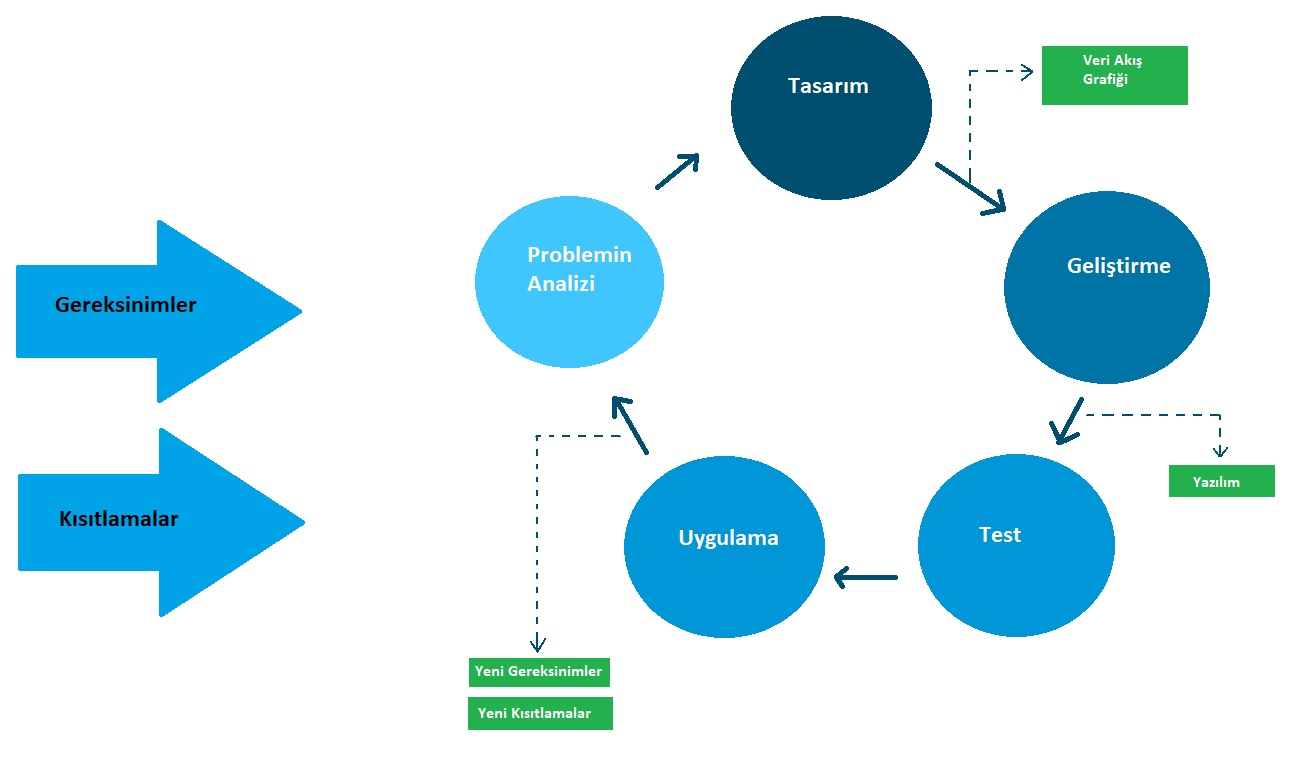 Tasarım
Veri Akış
Grafiği
Problemin
Analizi
Geliştirme
Gereksinimler
Kısıtlamalar
Yazılım
Uygulama
Test
Yeni Gereksinimler
Yeni Kısıtlamalar